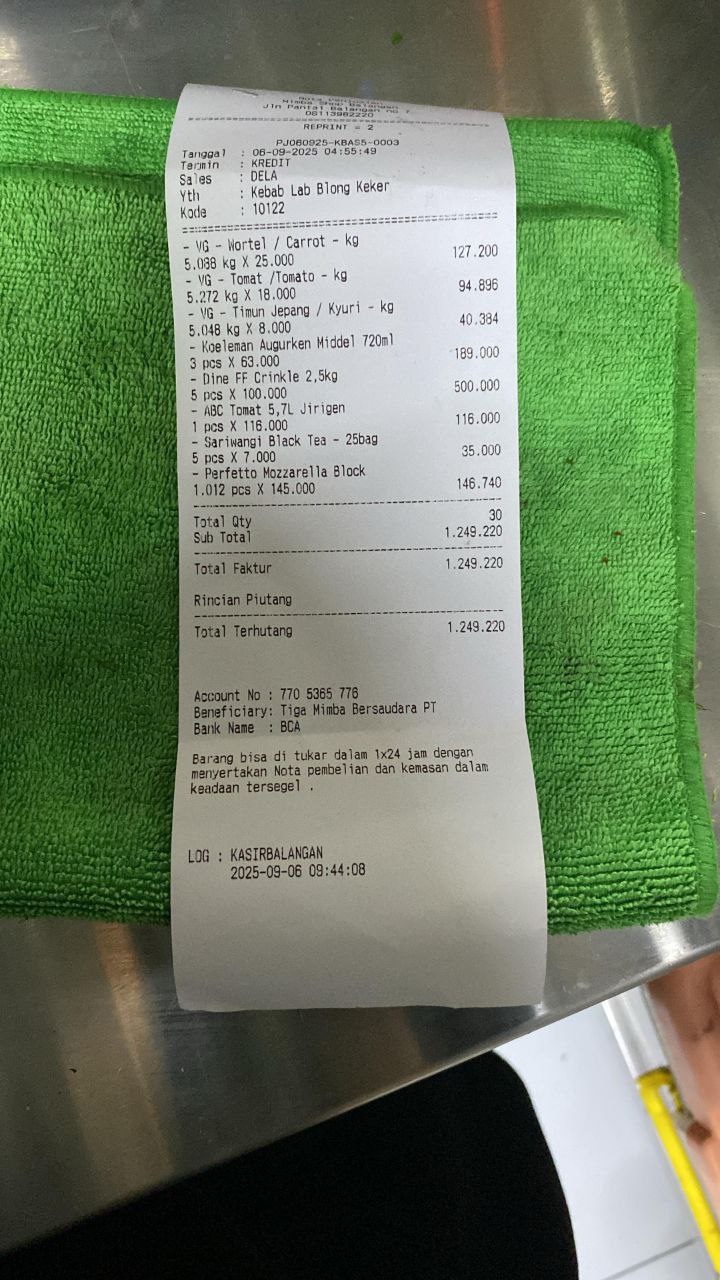 Nota Penjualan
Mimba Shop Balangan
Jln Pantai Balangan no 7
08113982220
REPRINT = 2
PJ060925-KBAS5-0003
Tanggal : 06-09-2025 04:55:49
Termin : KREDIT
Sales : DELA
Yth : Kebab Lab Blong Keker
Kode : 10122
- VG - Wortel / Carrot - kg
5.088 kg X 25.000 127.200
- VG - Tomat /Tomato - kg
5.272 kg X 18.000 94.896
- VG - Timun Jepang / Kyuri - kg
5.048 kg X 8.000 40.384
- Koeleman Augurken Middel 720ml
3 pcs X 63.000 189.000
- Dine FF Crinkle 2,5kg
5 pcs X 100.000 500.000
- ABC Tomat 5,7L Jirigen
1 pcs X 116.000 116.000
- Sariwangi Black Tea - 25bag
5 pcs X 7.000 35.000
- Perfetto Mozzarella Block
1.012 pcs X 145.000 146.740
Total Qty 30
Sub Total 1.249.220
Total Faktur 1.249.220
Rincian Piutang
Total Terhutang 1.249.220
Account No : 770 5365 776
Beneficiary: Tiga Mimba Bersaudara PT
Bank Name : BCA
Barang bisa di tukar dalam 1x24 jam dengan
menyertakan Nota pembelian dan kemasan dalam
keadaan tersegel .
LOG : KASIRBALANGAN
2025-09-06 09:44:08